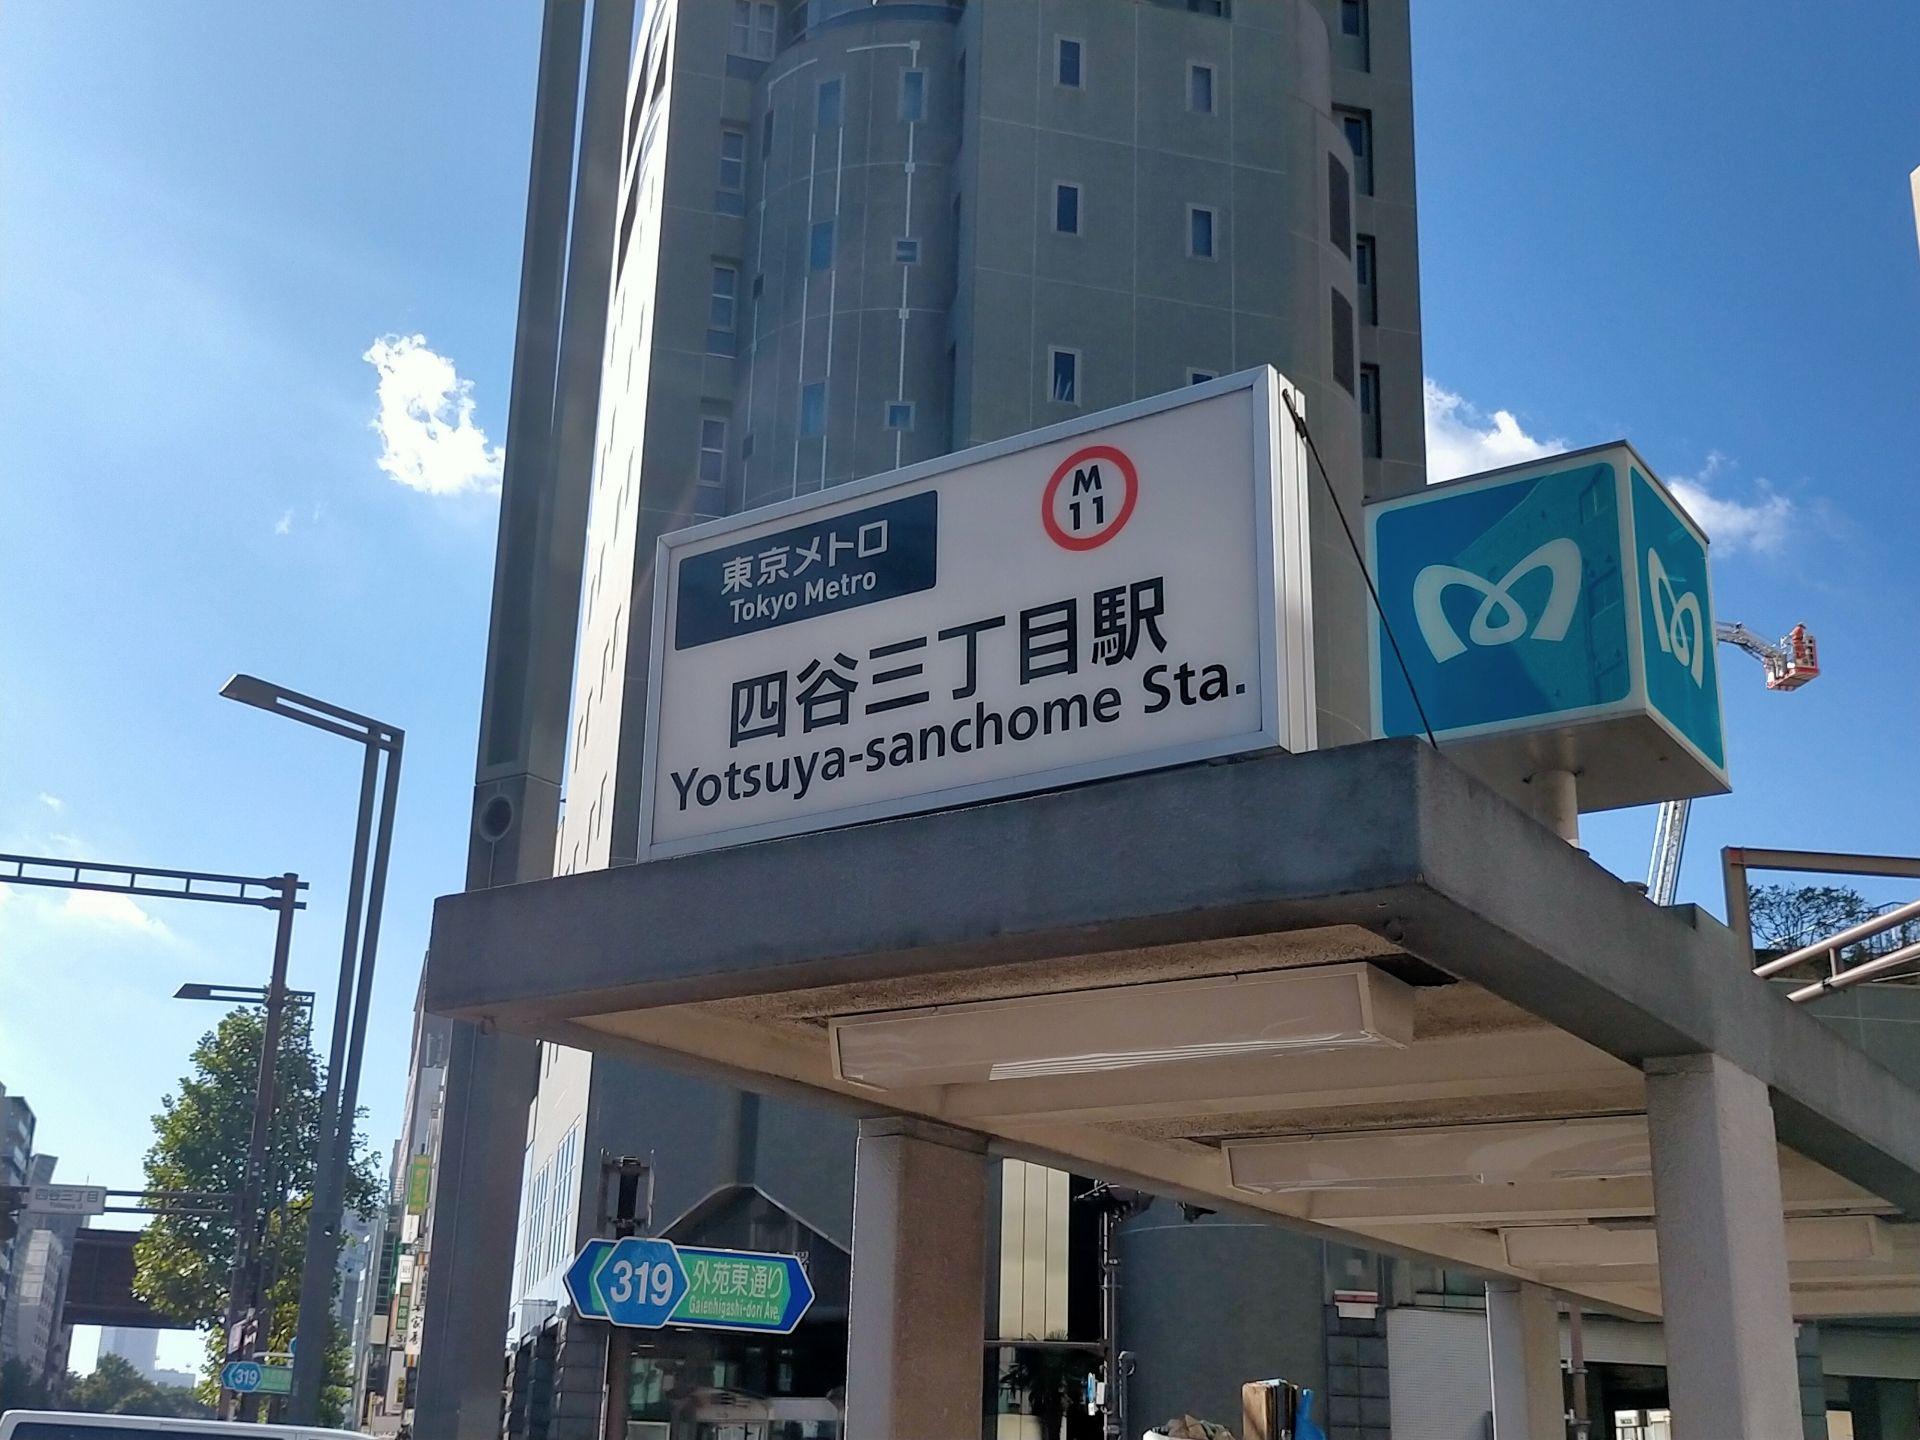 東京メトロ
Tokyo Metro
M
11
四谷三丁目駅
Yotsuya-sanchome Sta.
319
外苑東通り
Gaienhigashi-dori Ave.
四谷三丁目
319